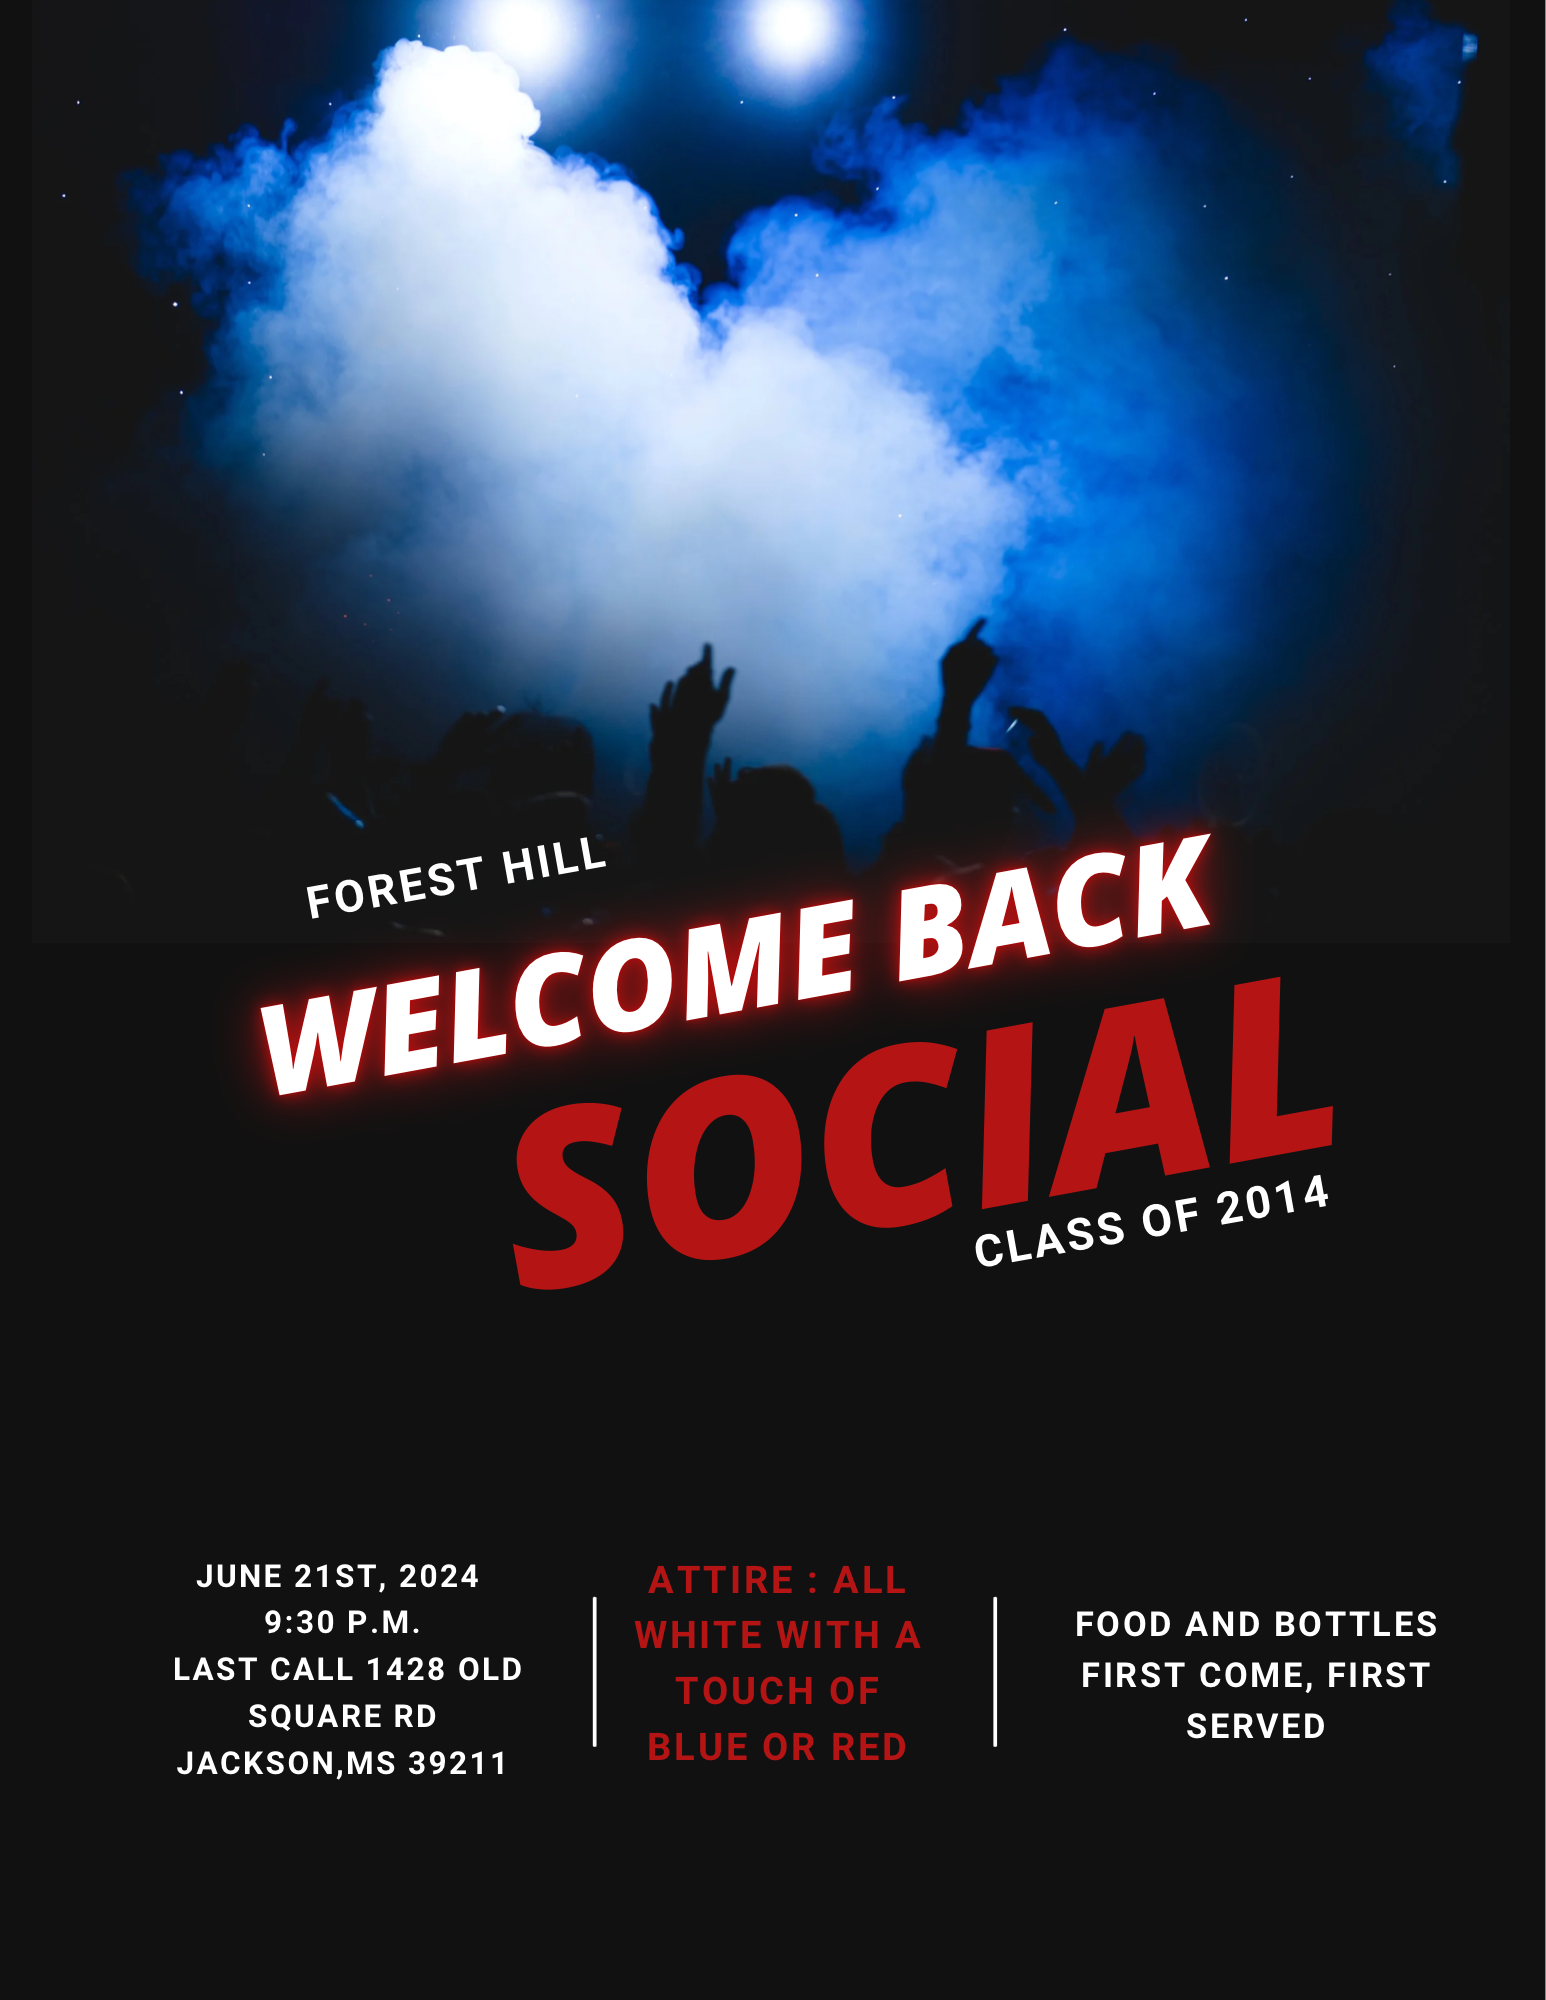 FOREST HILL
WELCOME BACK
SOCIAL
CLASS OF 2014
JUNE 21ST, 2024
9:30 P.M.
LAST CALL 1428 OLD
SQUARE RD
JACKSON,MS 39211
ATTIRE : ALL
WHITE WITH A
TOUCH OF
BLUE OR RED
FOOD AND BOTTLES
FIRST COME, FIRST
SERVED